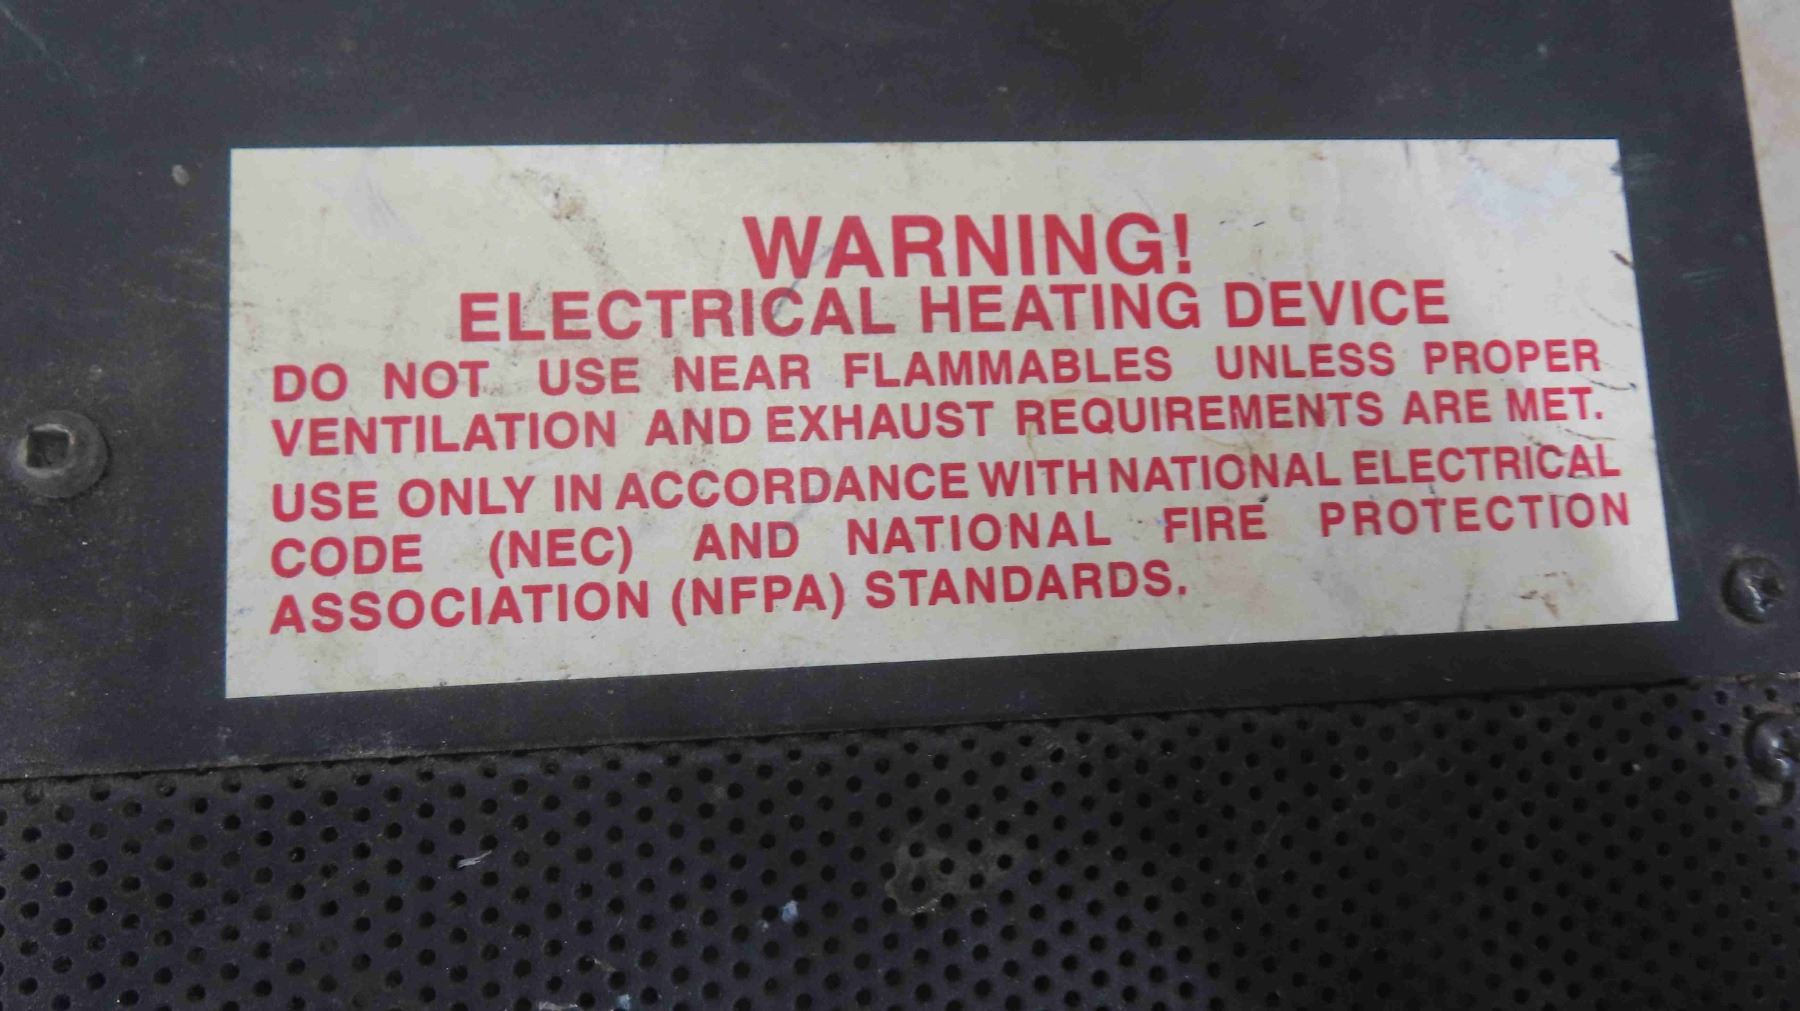 WARNING!
ELECTRICAL HEATING DEVICE
DO NOT USE NEAR FLAMMABLES UNLESS PROPER
VENTILATION AND EXHAUST REQUIREMENTS ARE MET.
USE ONLY IN ACCORDANCE WITH NATIONAL ELECTRICAL
CODE (NEC) AND NATIONAL FIRE PROTECTION
ASSOCIATION (NFPA) STANDARDS.